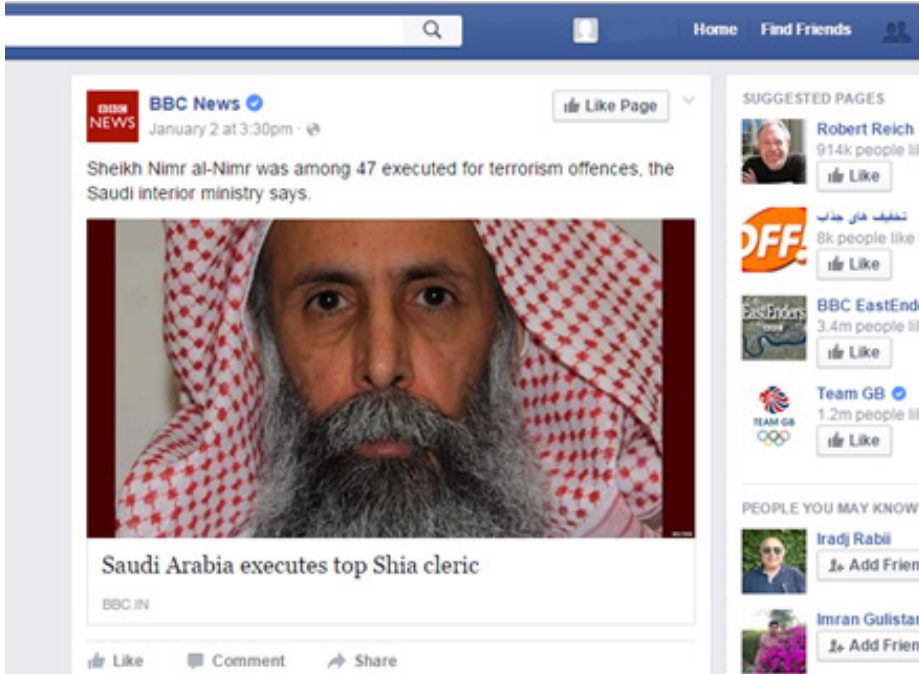 Home Find Friends
BBC NEWS
BBC News
January 2 at 3:30pm ·
Like Page
Sheikh Nimr al-Nimr was among 47 executed for terrorism offences, the
Saudi interior ministry says.
Saudi Arabia executes top Shia cleric
BBC.IN
Like Comment Share
SUGGESTED PAGES
Robert Reich
914k people li
Like
OFF.
تخفیف های جذاب
8k people like
Like
EastEnders
BBC EastEnd
3.4m people li
Like
TEAM GB
Team GB
1.2m people li
Like
PEOPLE YOU MAY KNOW
Iradj Rabii
Add Frien
Imran Gulistan
Add Frien